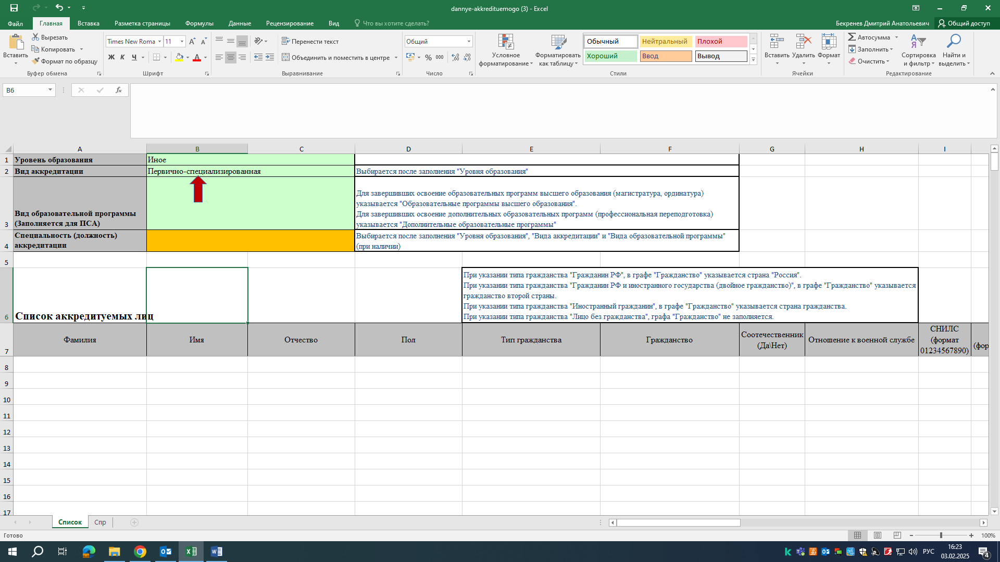 dannye-akkredituemogo (3) - Excel
Файл
Главная
Вставка
Разметка страницы
Формулы
Данные
Рецензирование
Вид
Что вы хотите сделать?
Бекренев Дмитрий Анатольевич
Общий доступ
Вставить
Вырезать
Копировать
Формат по образцу
Буфер обмена
Times New Roma
11
Ж К Ч
Шрифт
Перенести текст
Объединить и поместить в центре
Выравнивание
Общий
% 000
Число
Условное
форматирование
Форматировать
как таблицу
Обычный
Нейтральный
Плохой
Хороший
Ввод
Вывод
Стили
Вставить
Удалить
Формат
Ячейки
Автосумма
Заполнить
Очистить
Сортировка
и фильтр
Найти и
выделить
Редактирование
B6
fx
A B C D E F G H I
1 Уровень образования
Иное
2 Вид аккредитации
Первично-специализированная
Выбирается после заполнения "Уровня образования"
3
Вид образовательной программы
(Заполняется для ПСА)
Для завершивших освоение образовательных программ высшего образования (магистратура, ординатура)
указывается "Образовательные программы высшего образования".
Для завершивших освоение дополнительных образовательных программ (профессиональная переподготовка)
указывается "Дополнительные образовательные программы"
4
Специальность (должность)
аккредитации
Выбирается после заполнения "Уровня образования", "Вида аккредитации" и "Вида образовательной программы"
(при наличии)
5
6
Список аккредитуемых лиц
При указании типа гражданства "Гражданин РФ", в графе "Гражданство" указывается страна "Россия".
При указании типа гражданства "Гражданин РФ и иностранного государства (двойное гражданство)", в графе "Гражданство" указывается
гражданство второй страны.
При указании типа гражданства "Иностранный гражданин", в графе "Гражданство" указывается страна гражданства.
При указании типа гражданства "Лицо без гражданства", графа "Гражданство" не заполняется.
7
Фамилия
Имя
Отчество
Пол
Тип гражданства
Гражданство
Соотечественник
(Да\Нет)
Отношение к военной службе
СНИЛС
(формат
01234567890)
(фор
8
9
10
11
12
13
14
15
16
17
Список
Спр
Готово
100%
РУС
16:23
03.02.2025
4